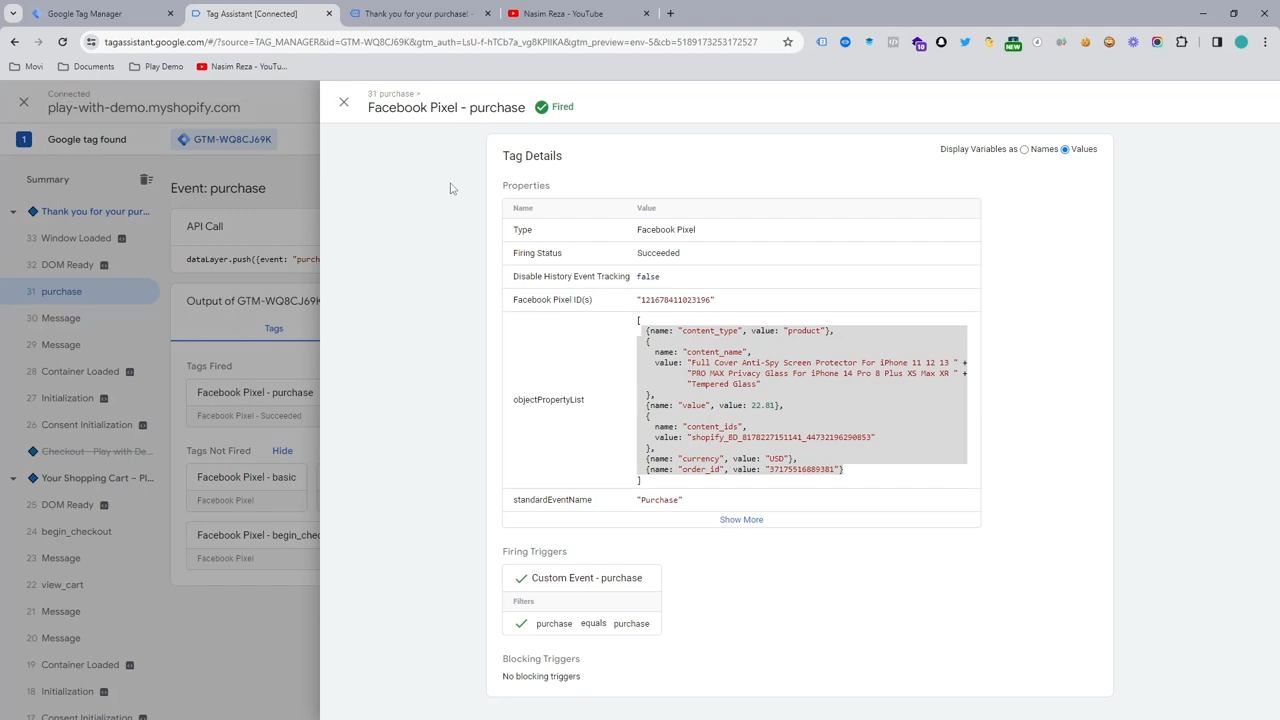 Google Tag Manager
Tag Assistant [Connected]
Thank you for your purchase! -
Nasim Reza - YouTube
tagassistant.google.com/#/?source=TAG_MANAGER&id=GTM-WQ8CJ69K&gtm_auth=LsU-f-hTCb7a_vg8KPlIKA&gtm_preview=env-5&cb=5189173253172527
10
NEW
Movi
Documents
Play Demo
Nasim Reza - YouTu...
Connected
play-with-demo.myshopify.com
1
Google tag found
GTM-WQ8CJ69K
Summary
Thank you for your pur...
33 Window Loaded
32 DOM Ready
31 purchase
30 Message
29 Message
28 Container Loaded
27 Initialization
26 Consent Initialization
Checkout - Play with De...
Your Shopping Cart – Pl...
25 DOM Ready
24 begin_checkout
23 Message
22 view_cart
21 Message
20 Message
19 Container Loaded
18 Initialization
17 Consent Initialization
Event: purchase
API Call
dataLayer.push({event: "purch
Output of GTM-WQ8CJ69K
Tags
Tags Fired
Facebook Pixel - purchase
Facebook Pixel - Succeeded
Tags Not Fired Hide
Facebook Pixel - basic
Facebook Pixel
Facebook Pixel - begin_che
Facebook Pixel
31 purchase >
Facebook Pixel - purchase
Fired
Tag Details
Display Variables as Names Values
Properties
Name Value
Type Facebook Pixel
Firing Status Succeeded
Disable History Event Tracking false
Facebook Pixel ID(s) "121678411023196"
objectPropertyList
[
{name: "content_type", value: "product"},
{
name: "content_name",
value: "Full Cover Anti-Spy Screen Protector For iPhone 11 12 13 " +
"PRO MAX Privacy Glass For iPhone 14 Pro 8 Plus XS Max XR " +
"Tempered Glass"
},
{name: "value", value: 22.81},
{
name: "content_ids",
value: "shopify_BD_8178227151141_44732196290853"
},
{name: "currency", value: "USD"},
{name: "order_id", value: "37175516889381"}
]
standardEventName "Purchase"
Show More
Firing Triggers
Custom Event - purchase
Filters
purchase equals purchase
Blocking Triggers
No blocking triggers